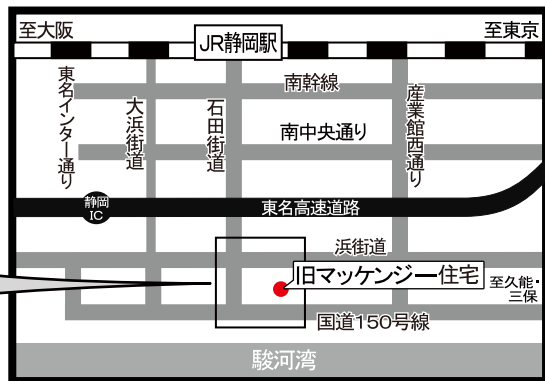 至大阪
JR静岡駅
至東京
南幹線
東名インター通り
大浜街道
石田街道
産業館西通り
南中央通り
静岡
IC
東名高速道路
浜街道
旧マッケンジー住宅
至久能・
三保
国道150号線
駿河湾